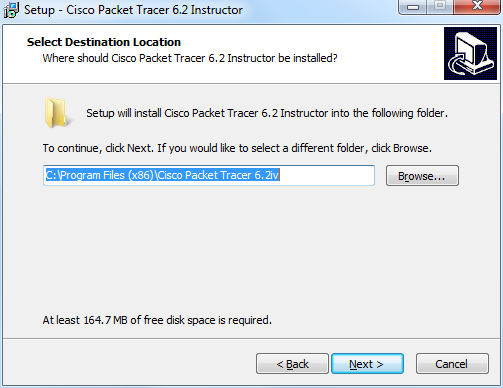 Setup - Cisco Packet Tracer 6.2 Instructor
Select Destination Location
Where should Cisco Packet Tracer 6.2 Instructor be installed?
Setup will install Cisco Packet Tracer 6.2 Instructor into the following folder.
To continue, click Next. If you would like to select a different folder, click Browse.
C:\Program Files (x86)\Cisco Packet Tracer 6.2iv
Browse...
At least 164.7 MB of free disk space is required.
< Back
Next >
Cancel